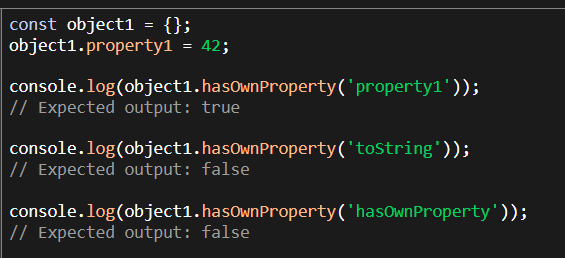 const object1 = {};
object1.property1 = 42;
console.log(object1.hasOwnProperty('property1'));
// Expected output: true
console.log(object1.hasOwnProperty('toString'));
// Expected output: false
console.log(object1.hasOwnProperty('hasOwnProperty'));
// Expected output: false